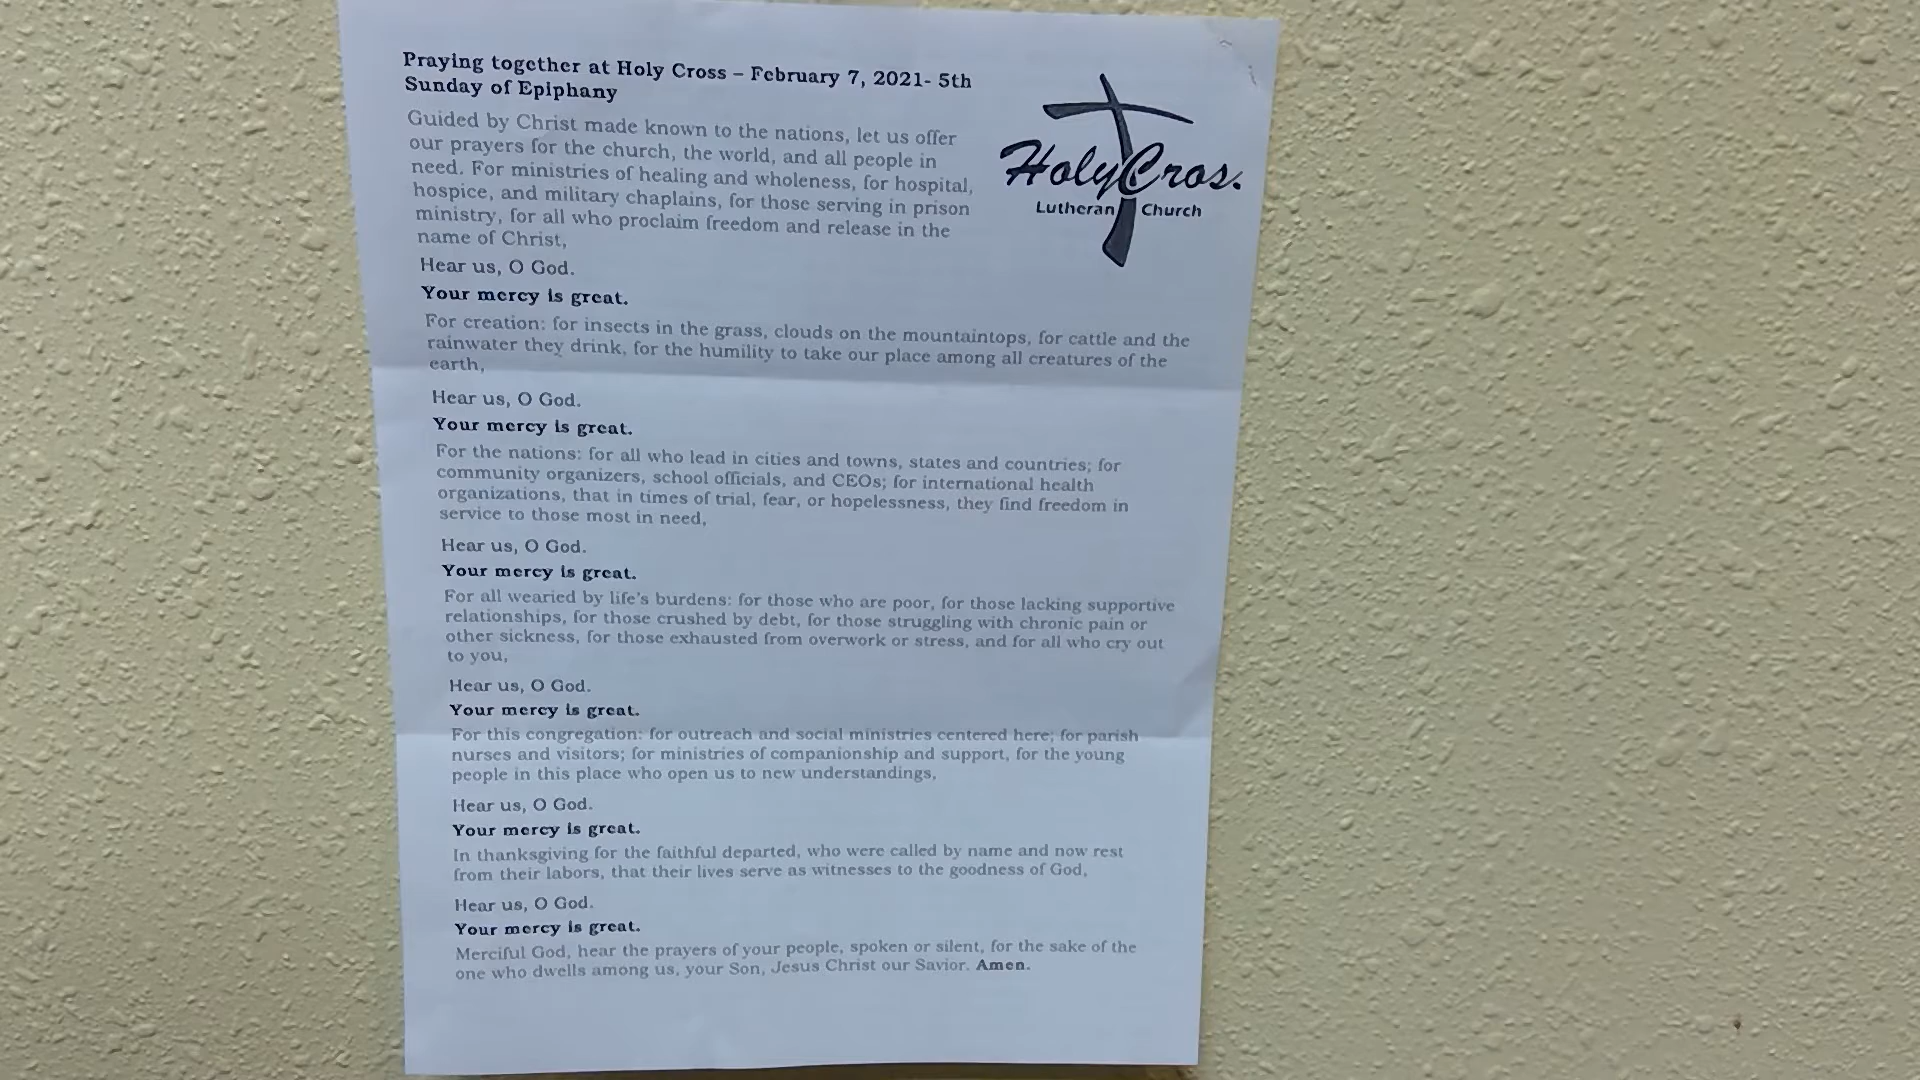 Praying together at Holy Cross – February 7, 2021- 5th
Sunday of Epiphany
Guided by Christ made known to the nations, let us offer
our prayers for the church, the world, and all people in
need. For ministries of healing and wholeness, for hospital,
hospice, and military chaplains, for those serving in prison
ministry, for all who proclaim freedom and release in the
name of Christ,
HolyCros.
Lutheran Church
Hear us, O God.
Your mercy is great.
For creation: for insects in the grass, clouds on the mountaintops, for cattle and the
rainwater they drink, for the humility to take our place among all creatures of the
earth,
Hear us, O God.
Your mercy is great.
For the nations: for all who lead in cities and towns, states and countries; for
community organizers, school officials, and CEOs; for international health
organizations, that in times of trial, fear, or hopelessness, they find freedom in
service to those most in need,
Hear us, O God.
Your mercy is great.
For all wearied by life's burdens: for those who are poor, for those lacking supportive
relationships, for those crushed by debt, for those struggling with chronic pain or
other sickness, for those exhausted from overwork or stress, and for all who cry out
to you,
Hear us, O God.
Your mercy is great.
For this congregation: for outreach and social ministries centered here; for parish
nurses and visitors; for ministries of companionship and support, for the young
people in this place who open us to new understandings,
Hear us, O God.
Your mercy is great.
In thanksgiving for the faithful departed, who were called by name and now rest
from their labors, that their lives serve as witnesses to the goodness of God,
Hear us, O God.
Your mercy is great.
Merciful God, hear the prayers of your people, spoken or silent, for the sake of the
one who dwells among us, your Son, Jesus Christ our Savior. Amen.